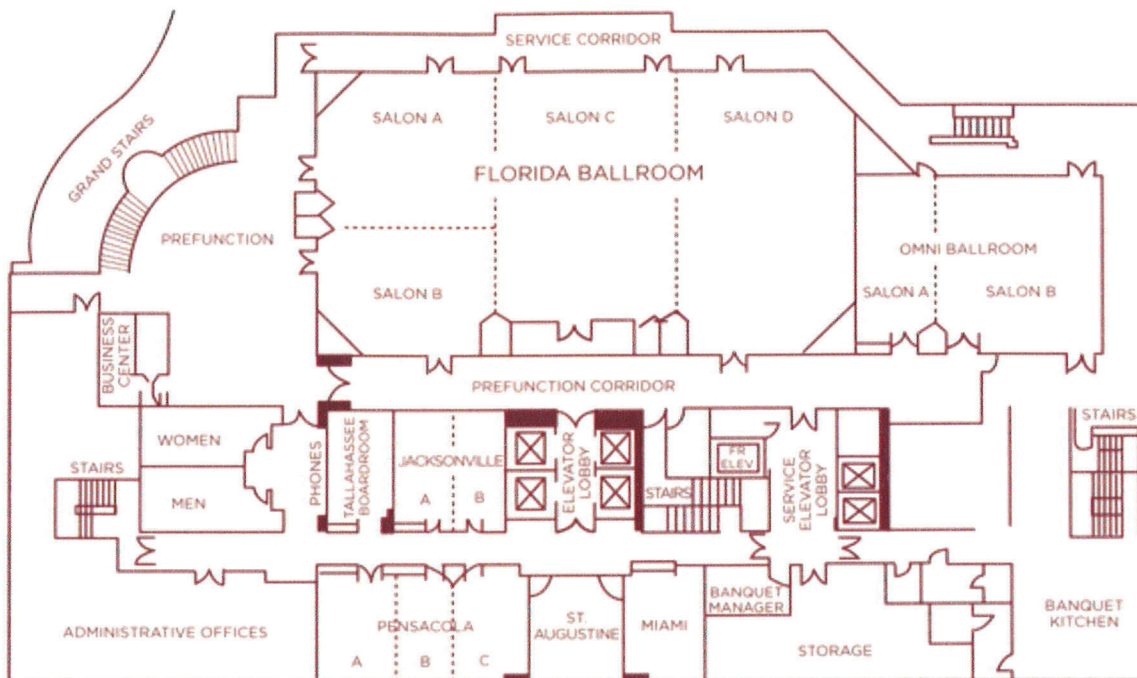 SERVICE CORRIDOR
SALON A
SALON C
SALON D
GRAND STAIRS
FLORIDA BALLROOM
PREFUNCTION
OMNI BALLROOM
SALON B
SALON A
SALON B
BUSINESS
CENTER
PREFUNCTION CORRIDOR
WOMEN
MEN
STAIRS
PHONES
TALLAHASSEE
BOARDROOM
JACKSONVILLE
A
B
ELEVATOR
LOBBY
STAIRS
FR
ELEV.
SERVICE
ELEVATOR
LOBBY
STAIRS
ADMINISTRATIVE OFFICES
PENSACOLA
A
B
C
ST.
AUGUSTINE
MIAMI
BANQUET
MANAGER
STORAGE
BANQUET
KITCHEN